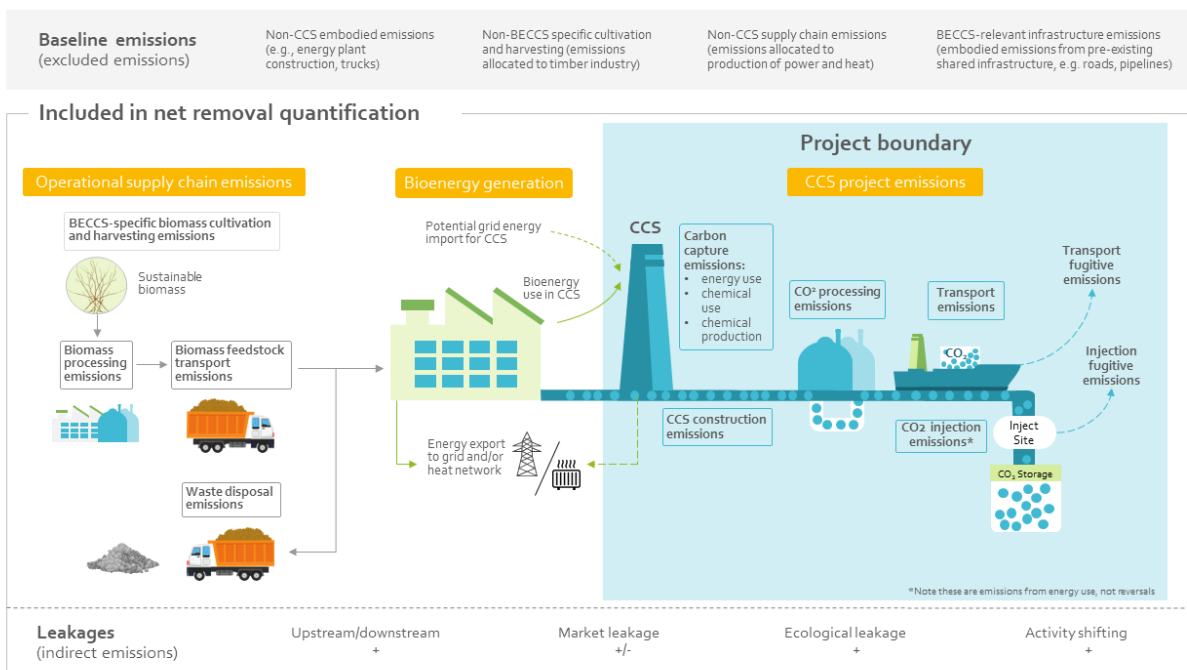 Baseline emissions
(excluded emissions)
Non-CCS embodied emissions
(e.g., energy plant
construction, trucks)
Non-BECCS specific cultivation
and harvesting (emissions
allocated to timber industry)
Non-CCS supply chain emissions
(emissions allocated to
production of power and heat)
BECCS-relevant infrastructure emissions
(embodied emissions from pre-existing
shared infrastructure, e.g. roads, pipelines)
Included in net removal quantification
Project boundary
Operational supply chain emissions
Bioenergy generation
CCS project emissions
BECCS-specific biomass cultivation
and harvesting emissions
Sustainable
biomass
Biomass
processing
emissions
Biomass feedstock
transport
emissions
Waste disposal
emissions
Potential grid energy
import for CCS
Bioenergy
use in CCS
Energy export
to grid and/or
heat network
CCS
Carbon
capture
emissions:
• energy use
• chemical
use
• chemical
production
CCS construction
emissions
CO² processing
emissions
Transport
emissions
CO₂
Transport
fugitive
emissions
Injection
fugitive
emissions
CO2 injection
emissions*
Inject
Site
CO₂ Storage
*Note these are emissions from energy use, not reversals
Leakages
(indirect emissions)
Upstream/downstream
+
Market leakage
+/-
Ecological leakage
+
Activity shifting
+